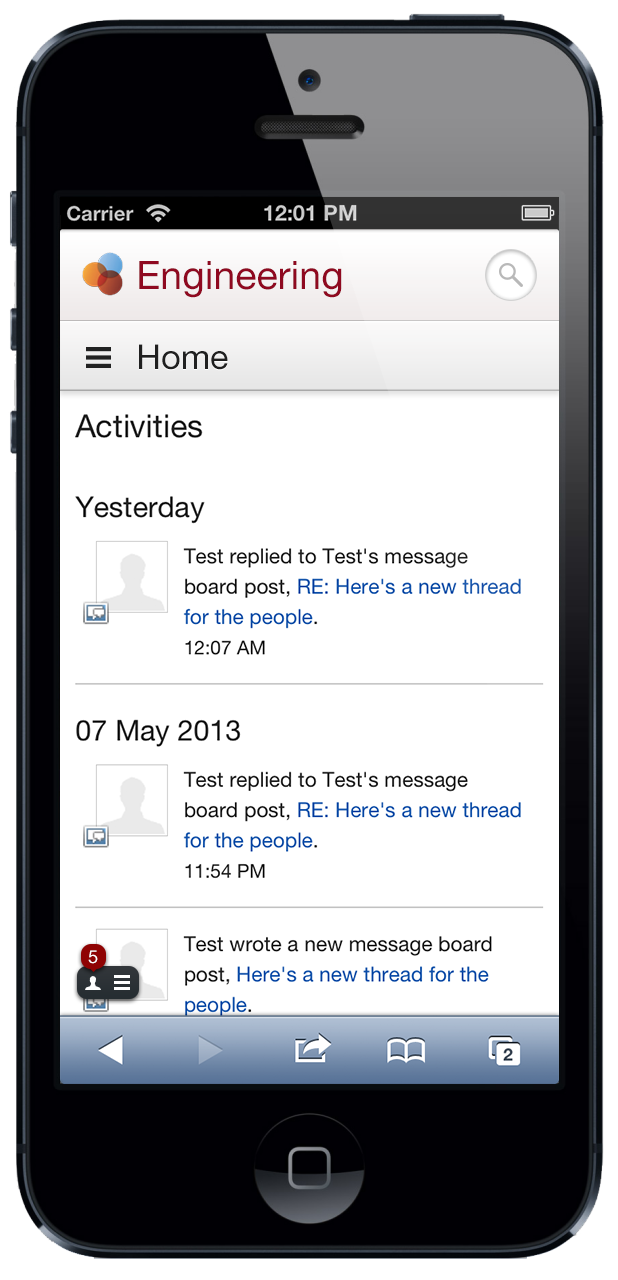 Carrier 12:01 PM
Engineering
Home
Activities
Yesterday
Test replied to Test's message
board post, RE: Here's a new thread
for the people.
12:07 AM
07 May 2013
Test replied to Test's message
board post, RE: Here's a new thread
for the people.
11:54 PM
Test wrote a new message board
post, Here's a new thread for the
people.
5
2